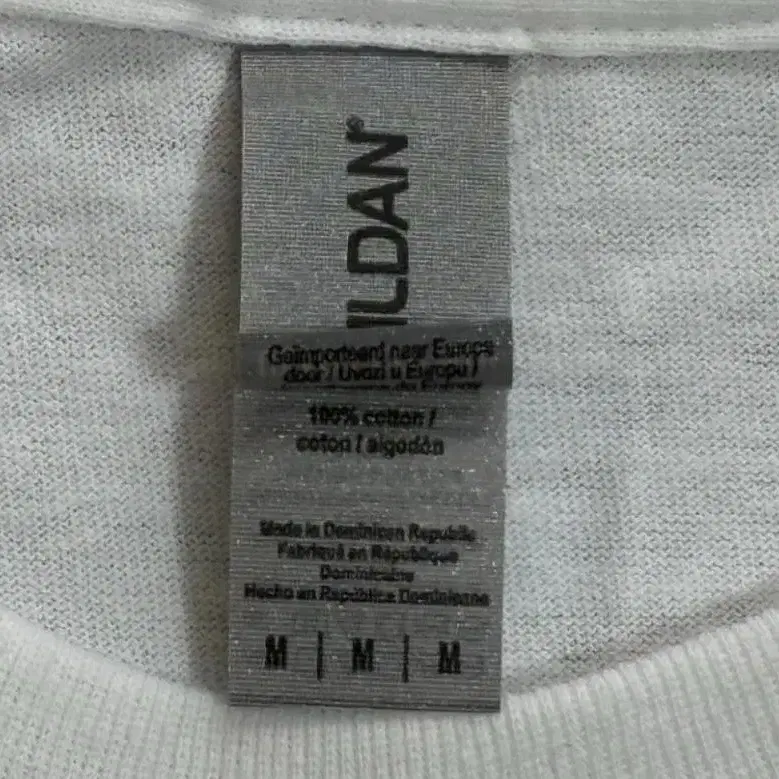 ILDAN®
Geïmporteerd naar Europa
door / Uvozi u Europu /
100% cotton /
coton / algodón
Made in Dominican Republic
Fabriqué en République
Dominicaine
Hecho en República Dominicana
M | M | M